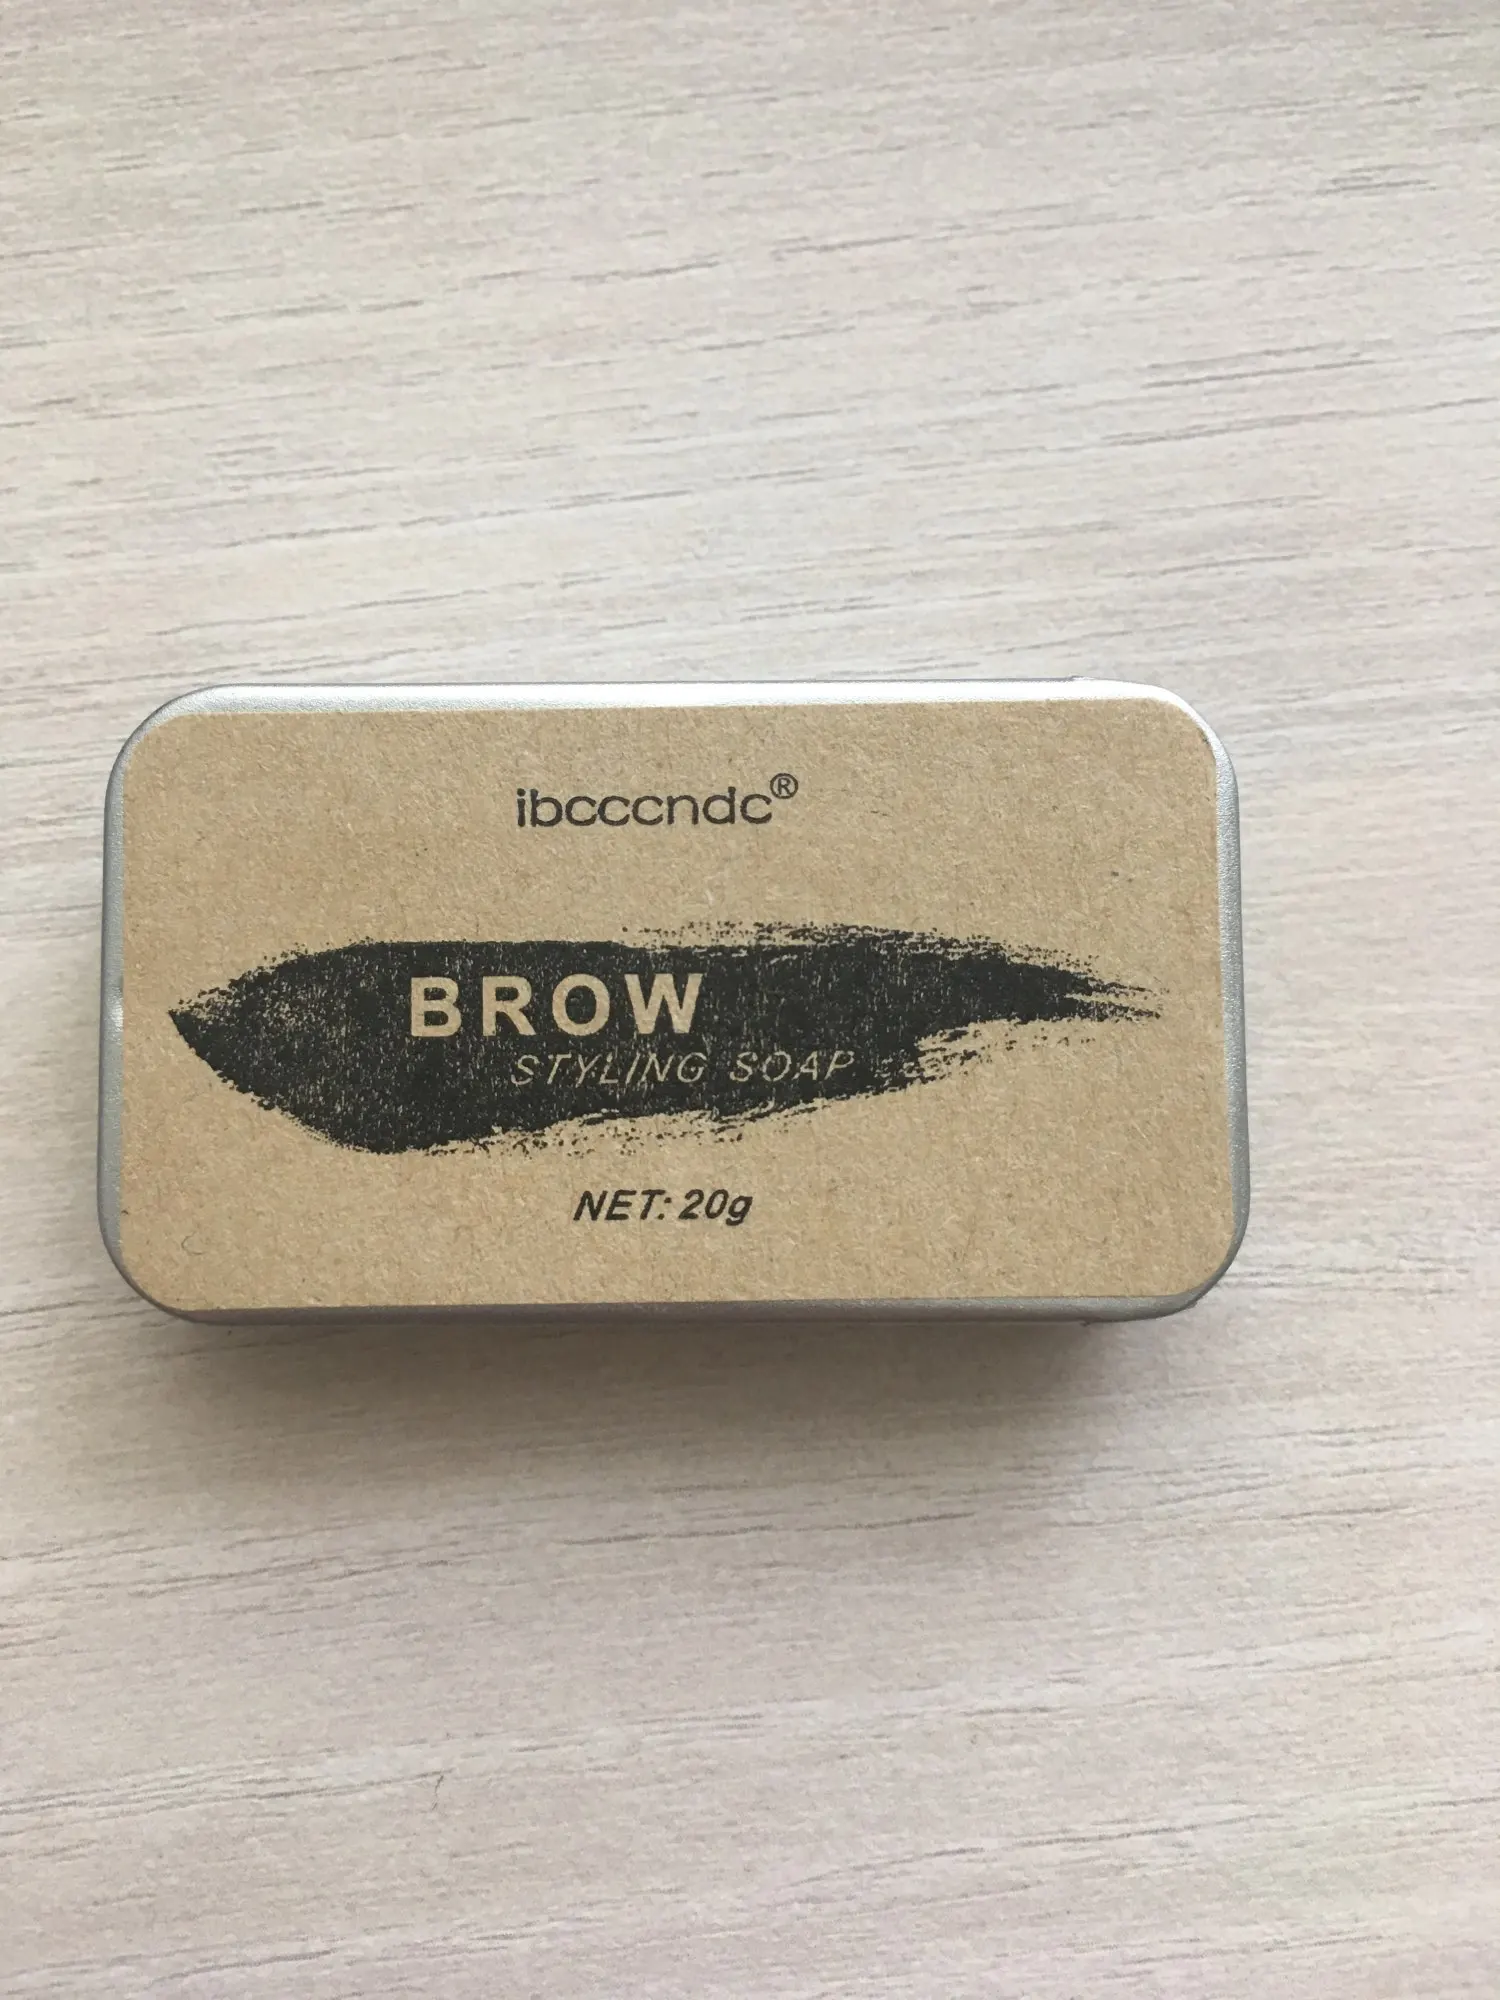 ibcccndc®
BROW
STYLING SOAP
NET: 20g